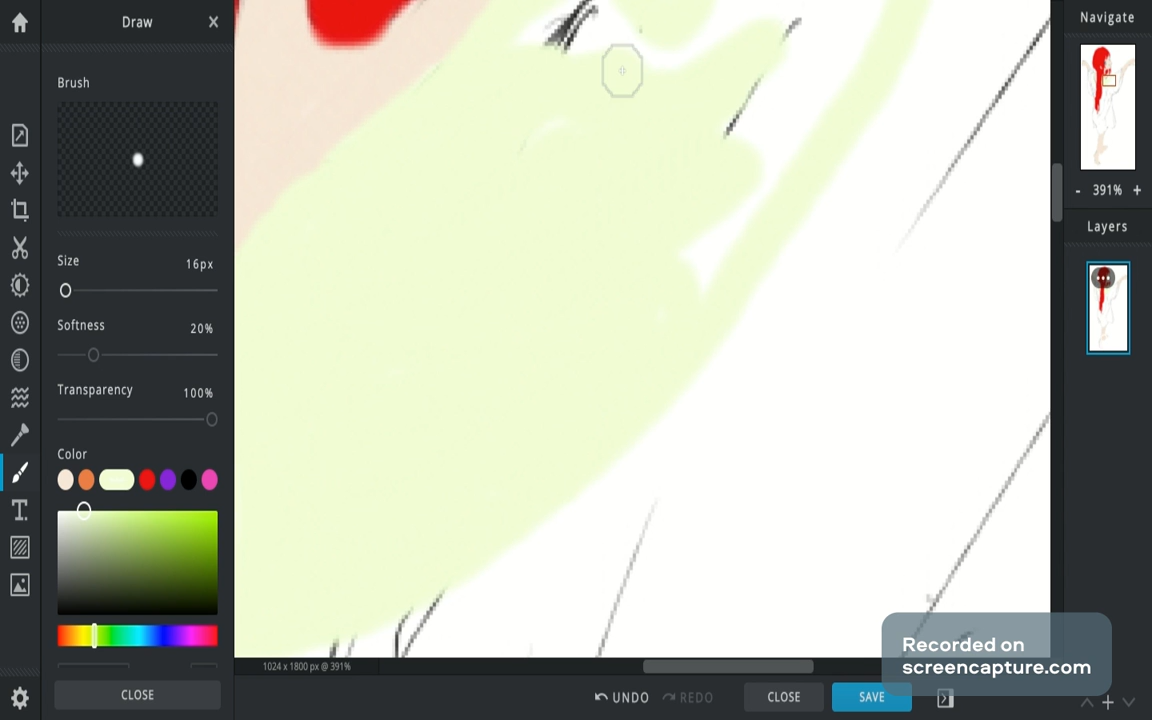 Draw
Brush
Size
16px
Softness
20%
Transparency
100%
Color
CLOSE
1024 x 1800 px @ 391%
UNDO
REDO
CLOSE
SAVE
Navigate
- 391% +
Layers
Recorded on
screencapture.com